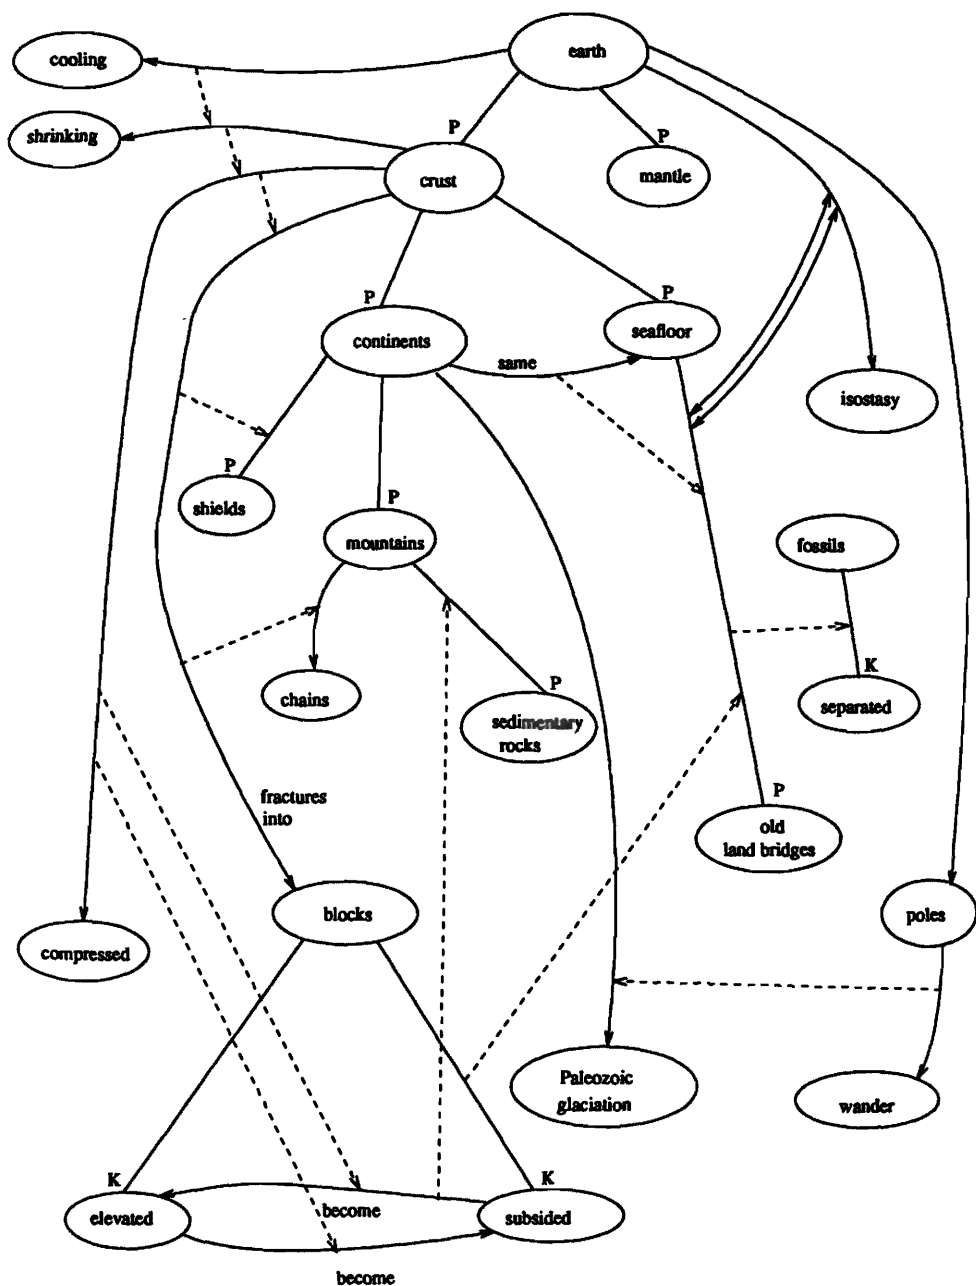 earth
cooling
shrinking
P
P
crust
mantle
P
P
continents
seafloor
same
isostasy
P
shields
P
mountains
fossils
K
chains
P
separated
sedimentary
rocks
fractures
into
P
old
land bridges
blocks
poles
compressed
Paleozoic
glaciation
wander
K
K
elevated
become
subsided
become